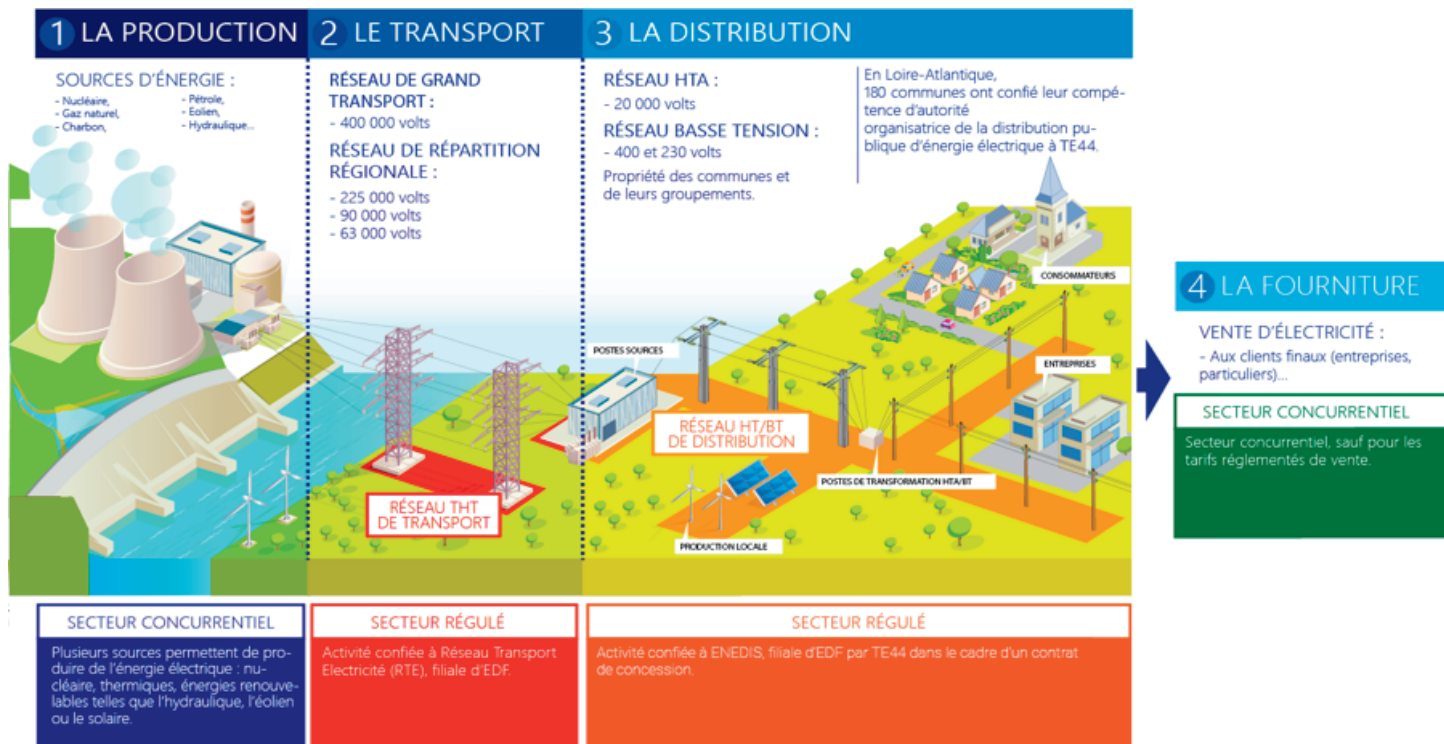 1 LA PRODUCTION
SOURCES D'ÉNERGIE :
- Nucléaire,
- Gaz naturel,
- Charbon,
- Pétrole,
- Eolien,
- Hydraulique...
2 LE TRANSPORT
RÉSEAU DE GRAND
TRANSPORT :
- 400 000 volts
RÉSEAU DE RÉPARTITION
RÉGIONALE :
- 225 000 volts
- 90 000 volts
- 63 000 volts
3 LA DISTRIBUTION
RÉSEAU HTA :
- 20 000 volts
RÉSEAU BASSE TENSION :
- 400 et 230 volts
Propriété des communes et
de leurs groupements.
En Loire-Atlantique,
180 communes ont confié leur compé-
tence d'autorité
organisatrice de la distribution pu-
blique d'énergie électrique à TE44.
CONSOMMATEURS
POSTES SOURCES
ENTREPRISES
RÉSEAU HT/BT
DE DISTRIBUTION
POSTES DE TRANSFORMATION HTA/BT
RÉSEAU THT
DE TRANSPORT
PRODUCTION LOCALE
4 LA FOURNITURE
VENTE D'ÉLECTRICITÉ :
- Aux clients finaux (entreprises,
particuliers)...
SECTEUR CONCURRENTIEL
Secteur concurrentiel, sauf pour les
tarifs réglementés de vente.
SECTEUR CONCURRENTIEL
Plusieurs sources permettent de pro-
duire de l'énergie électrique : nu-
cléaire, thermiques, énergies renouve-
lables telles que l'hydraulique, l'éolien
ou le solaire.
SECTEUR RÉGULÉ
Activité confiée à Réseau Transport
Electricité (RTE), filiale d'EDF.
SECTEUR RÉGULÉ
Activité confiée à ENEDIS, filiale d'EDF par TE44 dans le cadre d'un contrat
de concession.